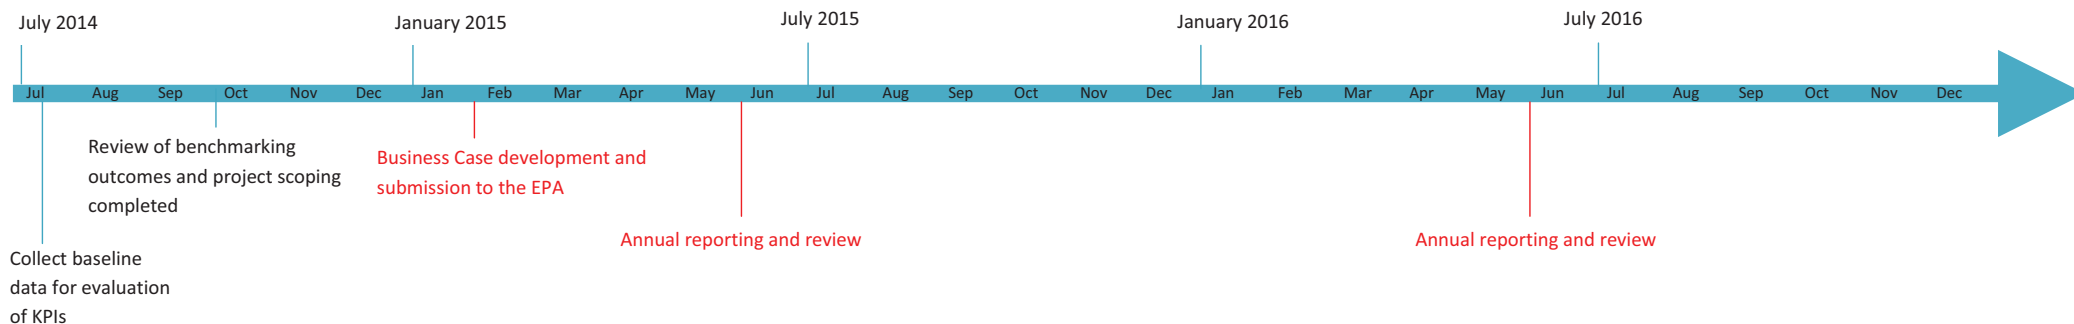 July 2014
January 2015
July 2015
January 2016
July 2016
Jul Aug Sep Oct Nov Dec Jan Feb Mar Apr May Jun Jul Aug Sep Oct Nov Dec Jan Feb Mar Apr May Jun Jul Aug Sep Oct Nov Dec
Review of benchmarking
outcomes and project scoping
completed
Business Case development and
submission to the EPA
Annual reporting and review
Annual reporting and review
Collect baseline
data for evaluation
of KPIs